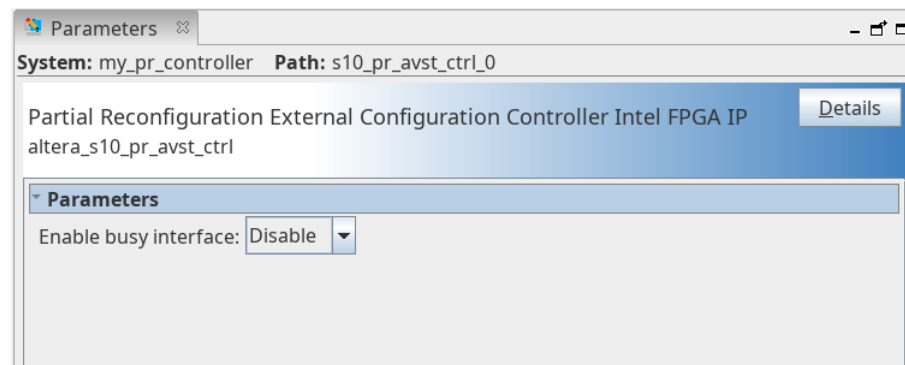 Parameters
System: my_pr_controller Path: s10_pr_avst_ctrl_0
Partial Reconfiguration External Configuration Controller Intel FPGA IP
Details
altera_s10_pr_avst_ctrl
Parameters
Enable busy interface: Disable